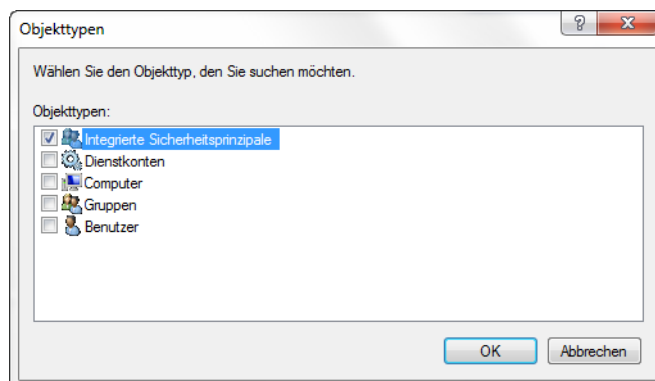 Objekttypen
Wählen Sie den Objekttyp, den Sie suchen möchten.
Objekttypen:
Integrierte Sicherheitsprinzipale
Dienstkonten
Computer
Gruppen
Benutzer
OK Abbrechen